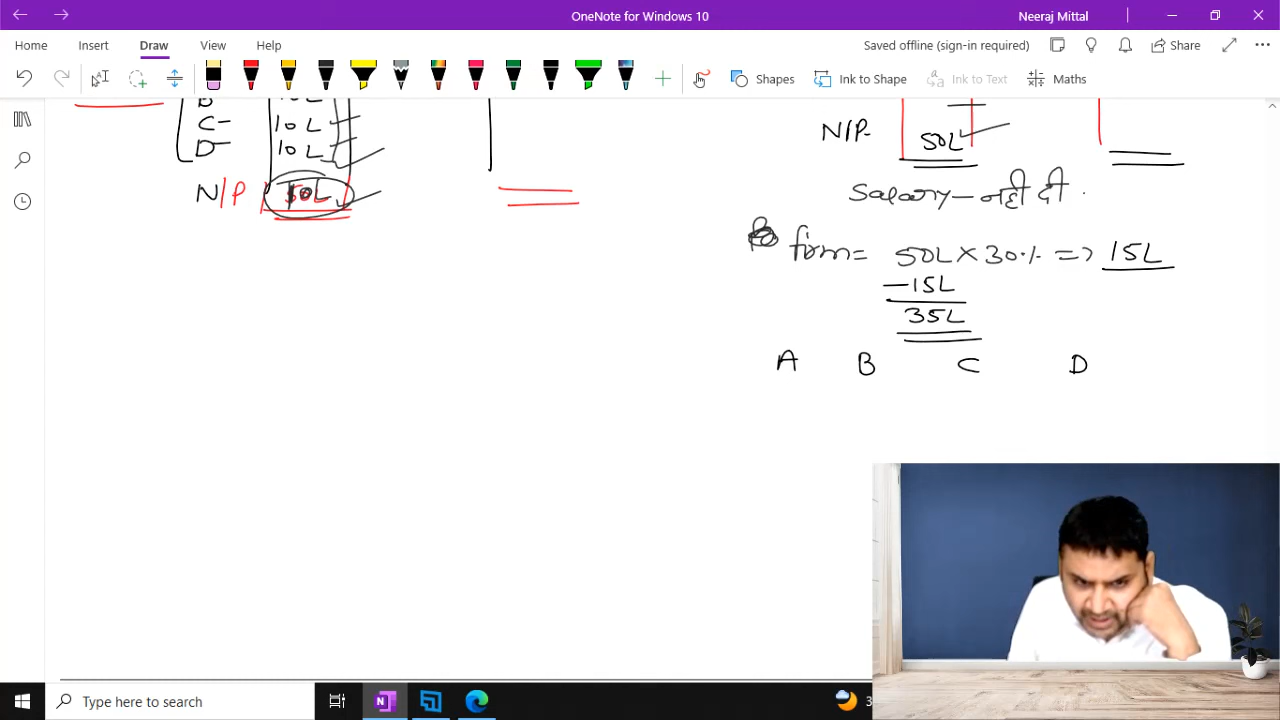 OneNote for Windows 10
Neeraj Mittal
Home Insert Draw View Help
Saved offline (sign-in required)
Share
Shapes
Ink to Shape
Ink to Text
Maths
B
C- 10 L
D- 10 L
N/P
N/P- 50L
Salary - नहीं दी
firm = 50L × 30% => 15L
-15L
35L
A B C D
Type here to search
3